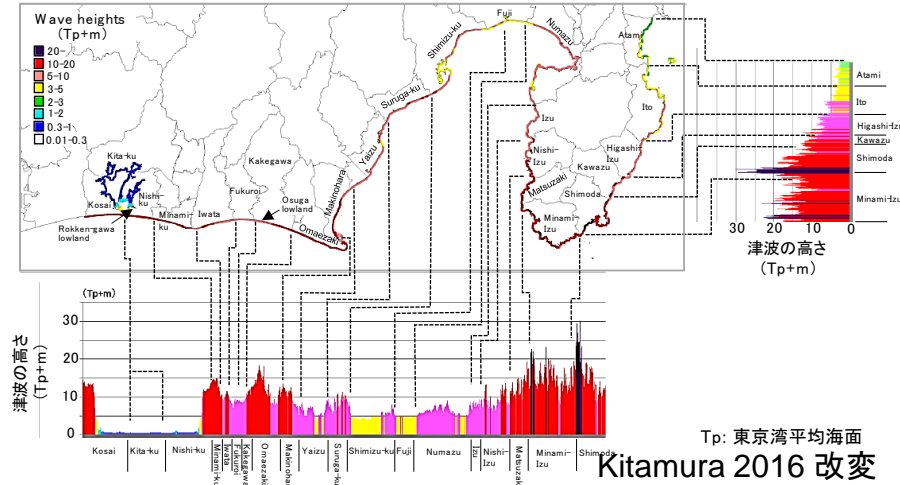 Wave heights
(Tp+m)
20-
10-20
5-10
3-5
2-3
1-2
0.3-1
0.01-0.3
Fuji
Numazu
Shimizu-ku
Suruga-ku
Yaizu
Makinohara
Omaezaki
Kakegawa
Fukuroi
Osuga
lowland
Iwata
Minami-
ku
Kita-ku
Nishi-
ku
Kosai
Rokken-gawa
lowland
Atami
Ito
Izu
Higashi-
Izu
Nishi-
Izu
Kawazu
Matsuzaki
Shimoda
Minami-
Izu
Atami
Ito
Higashi-Izu
Kawazu
Shimoda
Minami-Izu
30 20 10 0
津波の高さ
(Tp+m)
(Tp+m)
30
20
10
0
津波の高さ
(Tp+m)
Kosai
Kita-ku
Nishi-ku
Minami-ku
Iwata
Fukuroi
Kakegawa
Omaezaki
Makinohara
Yaizu
Suruga-ku
Shimizu-ku
Fuji
Numazu
Izu
Nishi-
Izu
Matsuzaki
Minami-
Izu
Shimoda
Tp: 東京湾平均海面
Kitamura 2016 改変